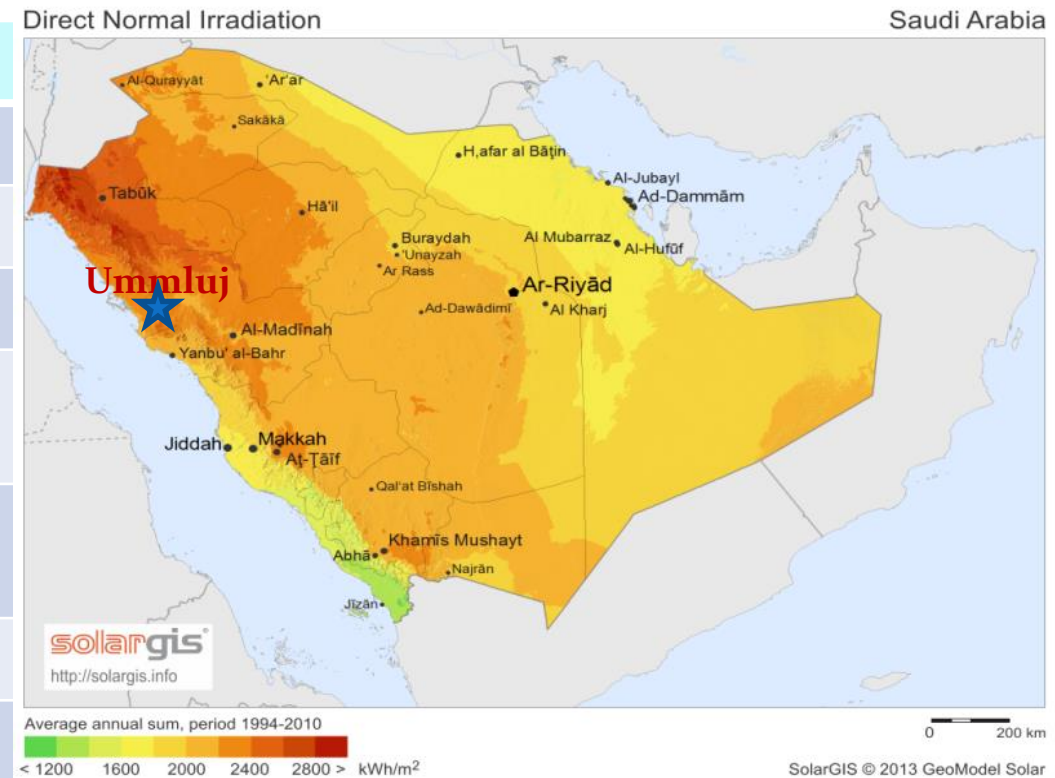 Direct Normal Irradiation
Saudi Arabia
Al-Qurayyāt
'Ar'ar
Sakākā
H,afar al Bāţin
Tabūk
Al-Jubayl
Ad-Dammām
Hā'il
Buraydah
Al Mubarraz
Al-Hufūf
'Unayzah
Ar Rass
Ummluj
Ar-Riyād
Ad-Dawādimī
Al Kharj
Al-Madīnah
Yanbu' al-Bahr
Jiddah
Makkah
Aţ-Ţāīf
Qal'at Bīshah
Khamīs Mushayt
Abhā
Najrān
Jīzān
solargis
http://solargis.info
Average annual sum, period 1994-2010
< 1200 1600 2000 2400 2800 > kWh/m²
0 200 km
SolarGIS © 2013 GeoModel Solar